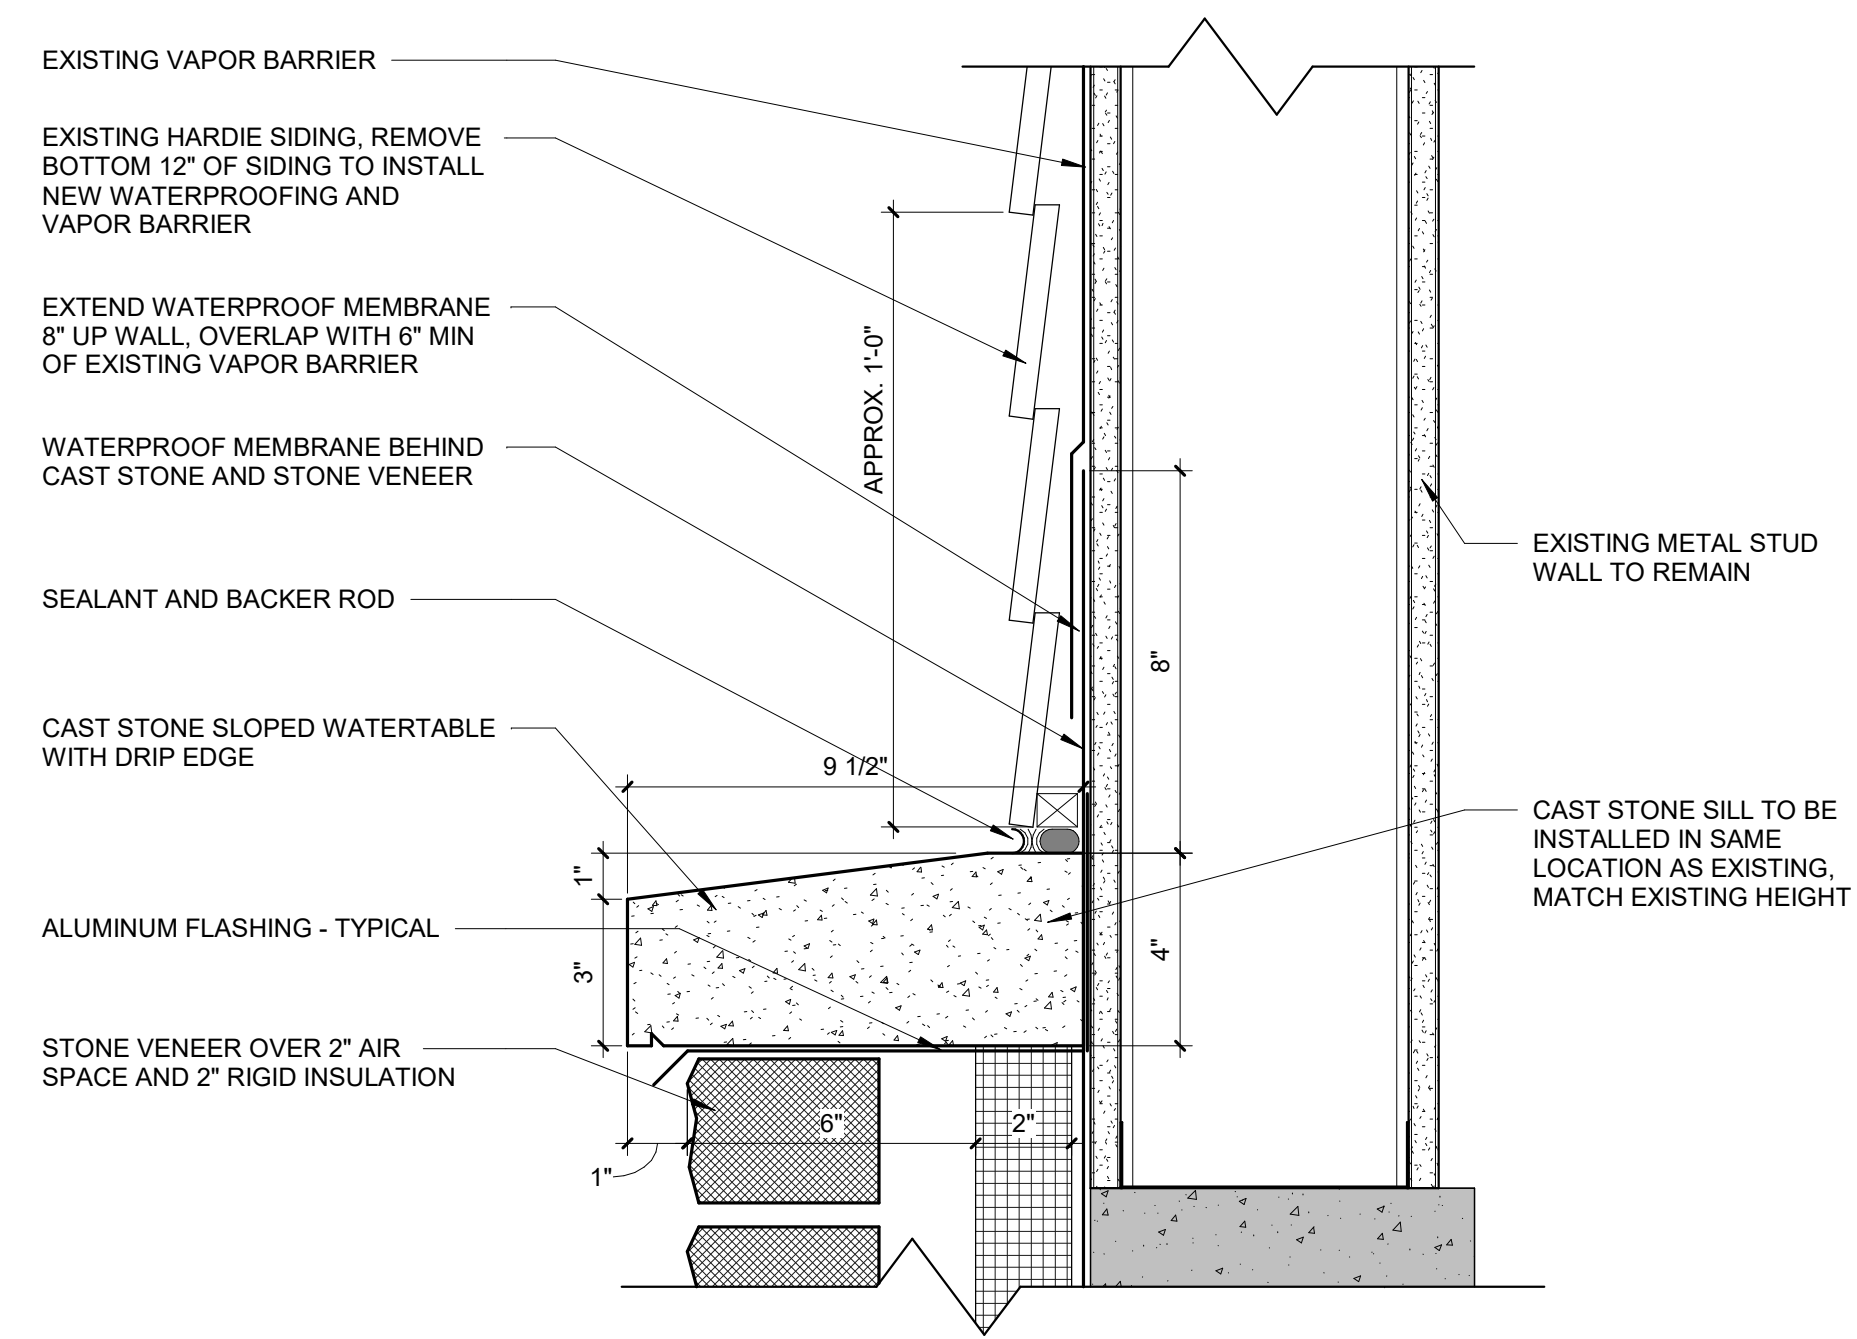 EXISTING VAPOR BARRIER
EXISTING HARDIE SIDING, REMOVE
BOTTOM 12" OF SIDING TO INSTALL
NEW WATERPROOFING AND
VAPOR BARRIER
EXTEND WATERPROOF MEMBRANE
8" UP WALL, OVERLAP WITH 6" MIN
OF EXISTING VAPOR BARRIER
WATERPROOF MEMBRANE BEHIND
CAST STONE AND STONE VENEER
SEALANT AND BACKER ROD
CAST STONE SLOPED WATERTABLE
WITH DRIP EDGE
ALUMINUM FLASHING - TYPICAL
STONE VENEER OVER 2" AIR
SPACE AND 2" RIGID INSULATION
APPROX. 1'-0"
9 1/2"
1"
3"
8"
4"
6"
2"
1"
EXISTING METAL STUD
WALL TO REMAIN
CAST STONE SILL TO BE
INSTALLED IN SAME
LOCATION AS EXISTING,
MATCH EXISTING HEIGHT